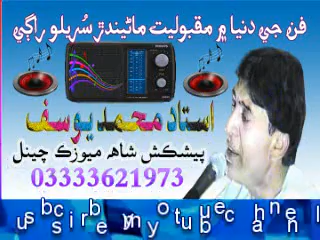 فن جي دنيا ۾ مقبوليت ماڻيندڙ سُريلو راڳي
استاد محمد يوسف
پيشڪش شاھ ميوزڪ چينل
03333621973